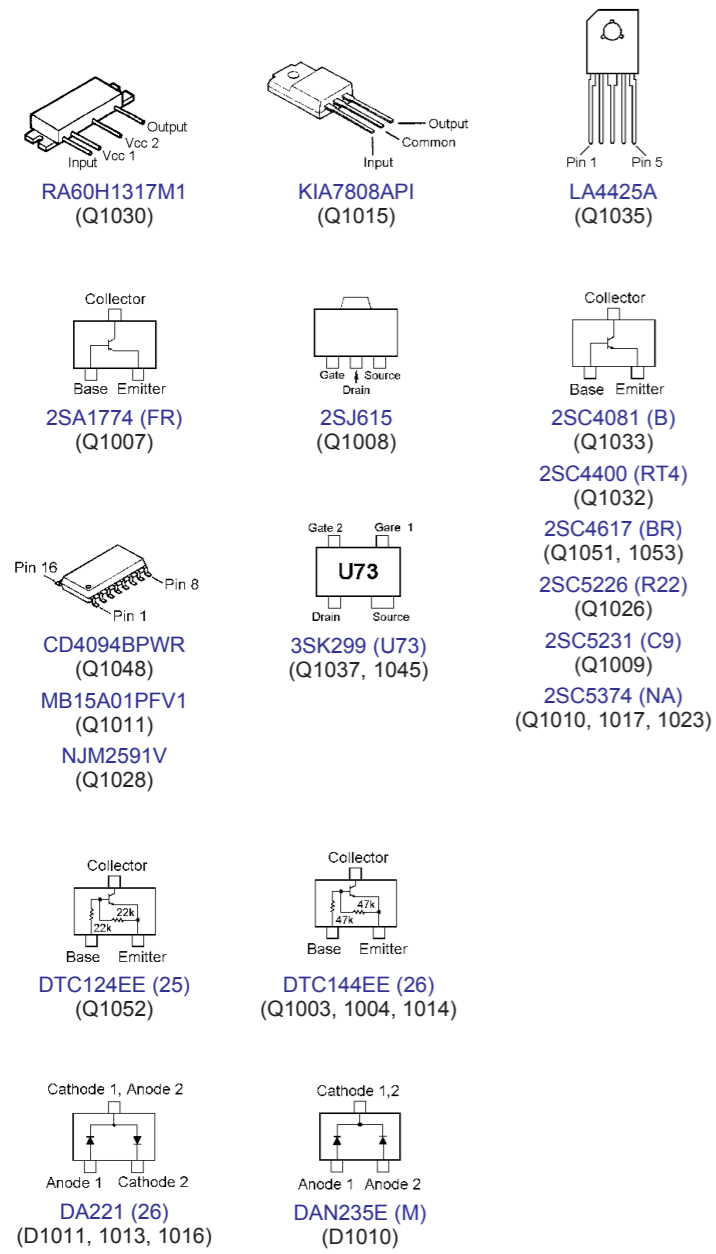 Output
Vcc 2
Vcc 1
Input
RA60H1317M1
(Q1030)
Output
Common
Input
KIA7808API
(Q1015)
Pin 1 Pin 5
LA4425A
(Q1035)
Collector
Base Emitter
2SA1774 (FR)
(Q1007)
Gate Source
Drain
2SJ615
(Q1008)
Collector
Base Emitter
2SC4081 (B)
(Q1033)
2SC4400 (RT4)
(Q1032)
2SC4617 (BR)
(Q1051, 1053)
2SC5226 (R22)
(Q1026)
2SC5231 (C9)
(Q1009)
2SC5374 (NA)
(Q1010, 1017, 1023)
Pin 16
Pin 8
Pin 1
CD4094BPWR
(Q1048)
MB15A01PFV1
(Q1011)
NJM2591V
(Q1028)
Gate 2 Gare 1
U73
Drain Source
3SK299 (U73)
(Q1037, 1045)
Collector
22k
22k
Base Emitter
DTC124EE (25)
(Q1052)
Collector
47k
47k
Base Emitter
DTC144EE (26)
(Q1003, 1004, 1014)
Cathode 1, Anode 2
Anode 1 Cathode 2
DA221 (26)
(D1011, 1013, 1016)
Cathode 1,2
Anode 1 Anode 2
DAN235E (M)
(D1010)